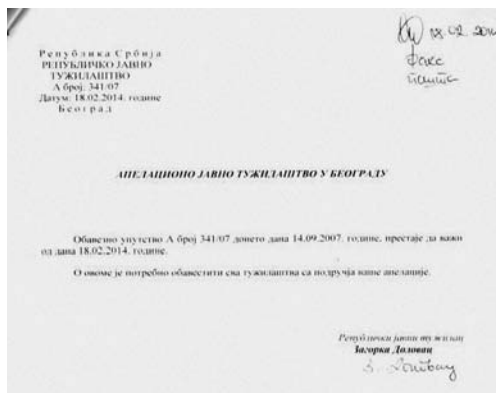 18.02.2014
факс
пошта
Република Србија
РЕПУБЛИЧКО ЈАВНО
ТУЖИЛАШТВО
А број: 341/07
Датум: 18.02.2014. године
Београд
АПЕЛАЦИОНО ЈАВНО ТУЖИЛАШТВО У БЕОГРАДУ
Обавезно упутство А број 341/07 донето дана 14.09.2007. године, престаје да важи
од дана 18.02.2014. године.
О овоме је потребно обавестити сва тужилаштва са подручја ваше апелације.
Републички јавни тужилац
Загорка Доловац